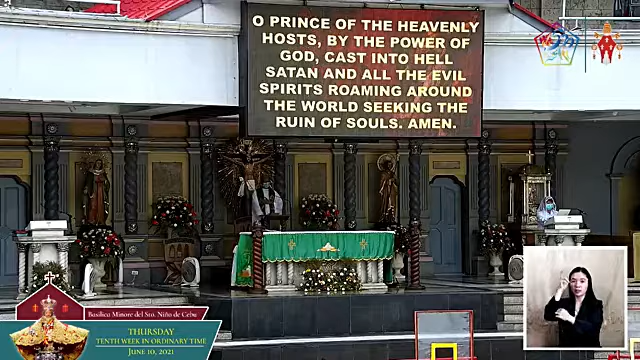 O PRINCE OF THE HEAVENLY
HOSTS, BY THE POWER OF
GOD, CAST INTO HELL
SATAN AND ALL THE EVIL
SPIRITS ROAMING AROUND
THE WORLD SEEKING THE
RUIN OF SOULS. AMEN.
Basilica Minore del Sto. Niño de Cebu
THURSDAY
TENTH WEEK IN ORDINARY TIME
JUNE 10, 2021